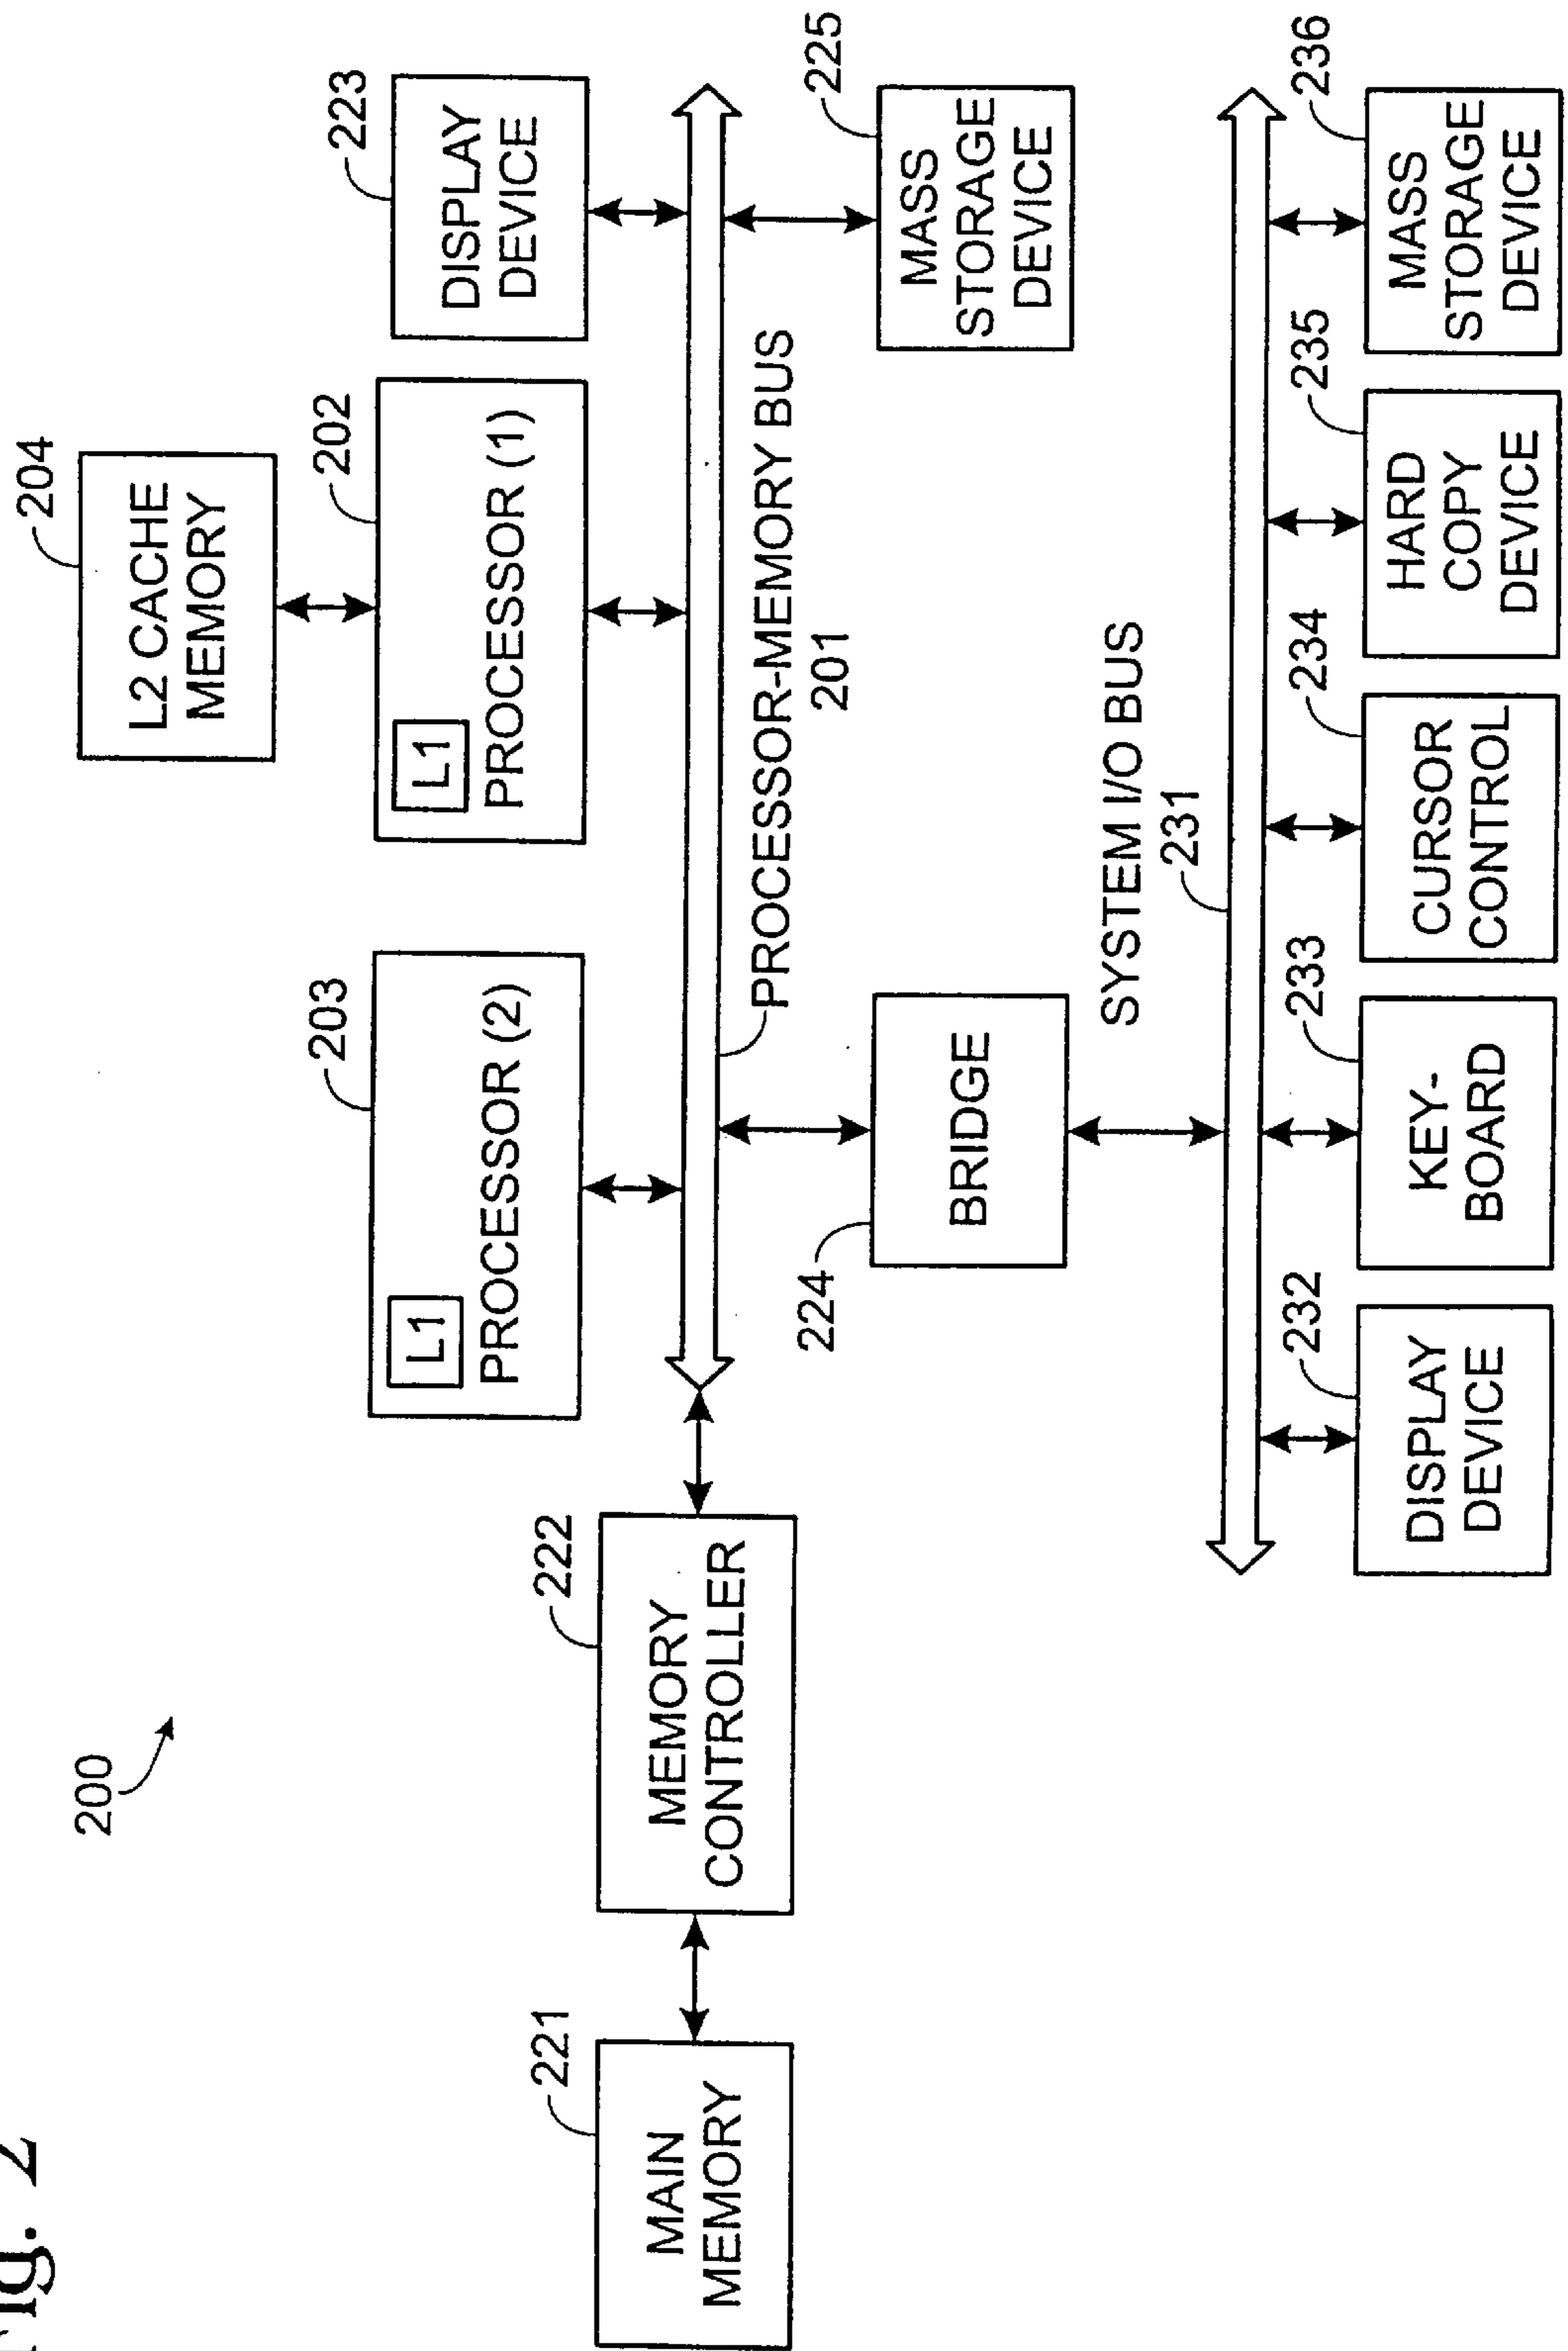 200
204
L2 CACHE
MEMORY
203
202
223
L1
PROCESSOR (2)
L1
PROCESSOR (1)
DISPLAY
DEVICE
221
222
MAIN
MEMORY
MEMORY
CONTROLLER
PROCESSOR-MEMORY BUS
201
224
BRIDGE
225
MASS
STORAGE
DEVICE
SYSTEM I/O BUS
231
232
233
234
235
236
DISPLAY
DEVICE
KEY-
BOARD
CURSOR
CONTROL
HARD
COPY
DEVICE
MASS
STORAGE
DEVICE
Fig. 2